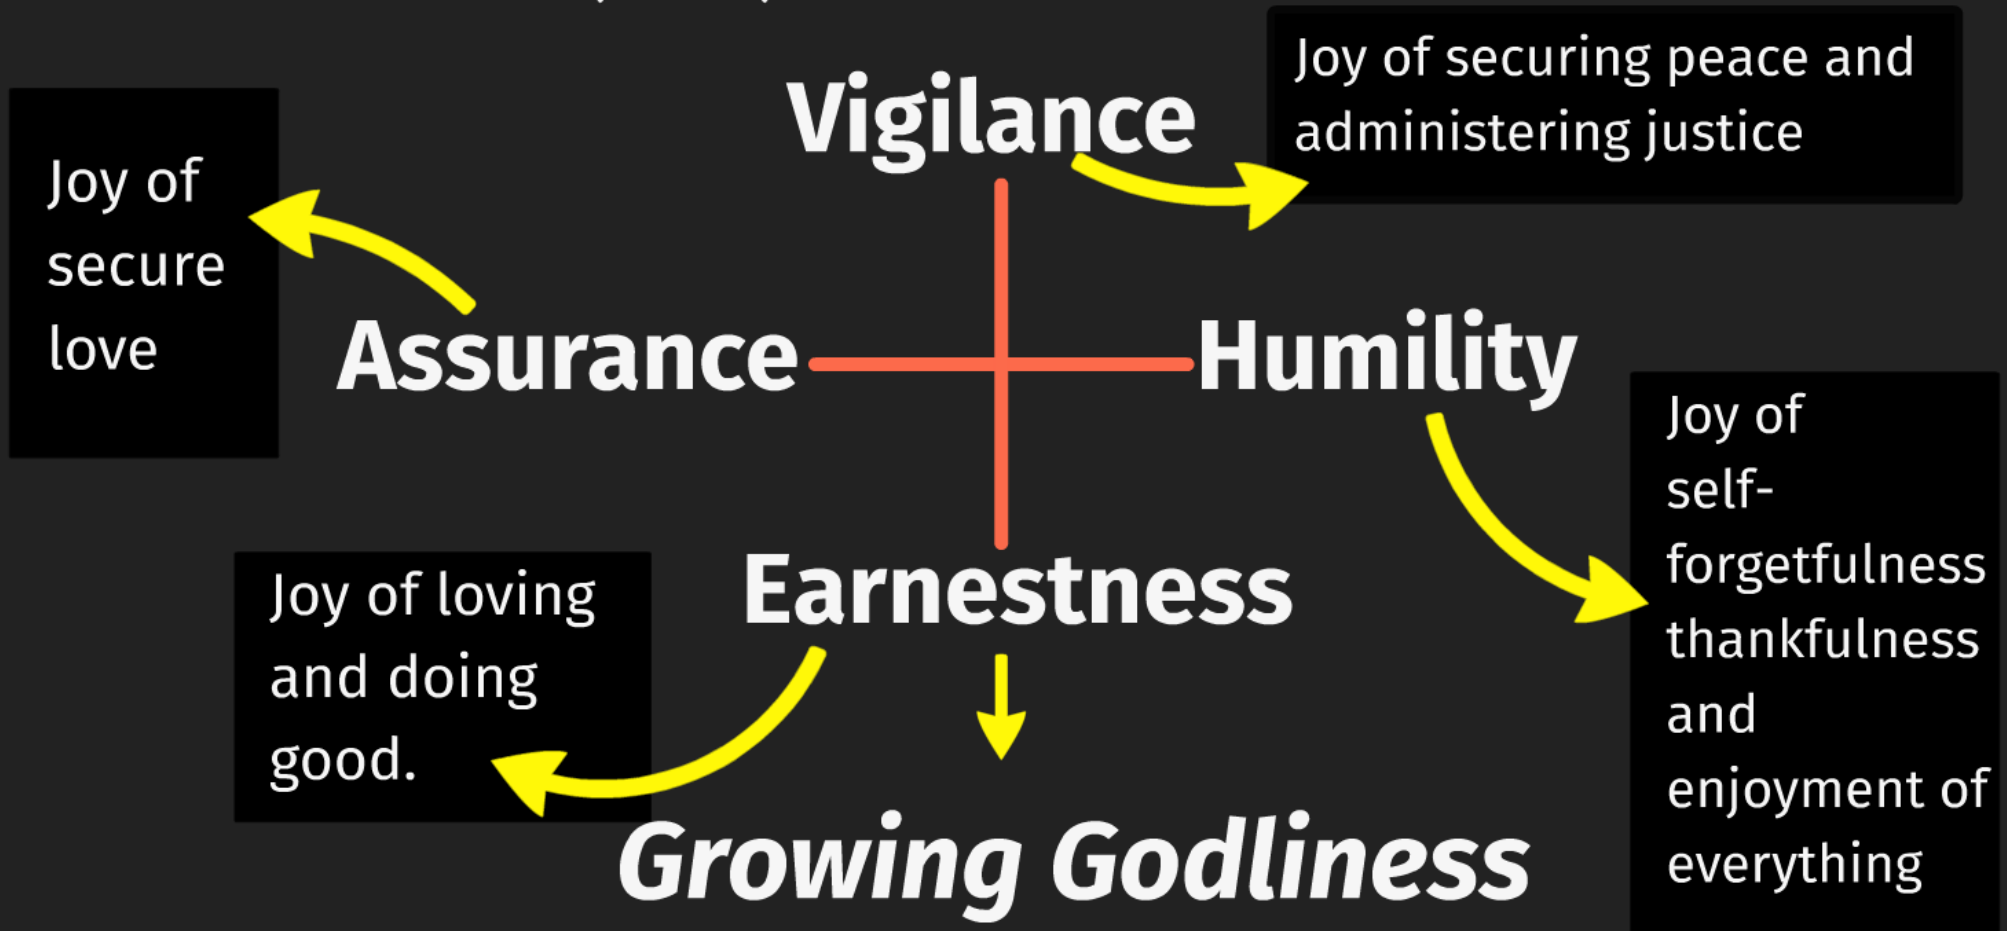 Vigilance
Joy of securing peace and
administering justice
Joy of
secure
love
Assurance
Humility
Joy of
self-
forgetfulness
thankfulness
and
enjoyment of
everything
Earnestness
Joy of loving
and doing
good.
Growing Godliness